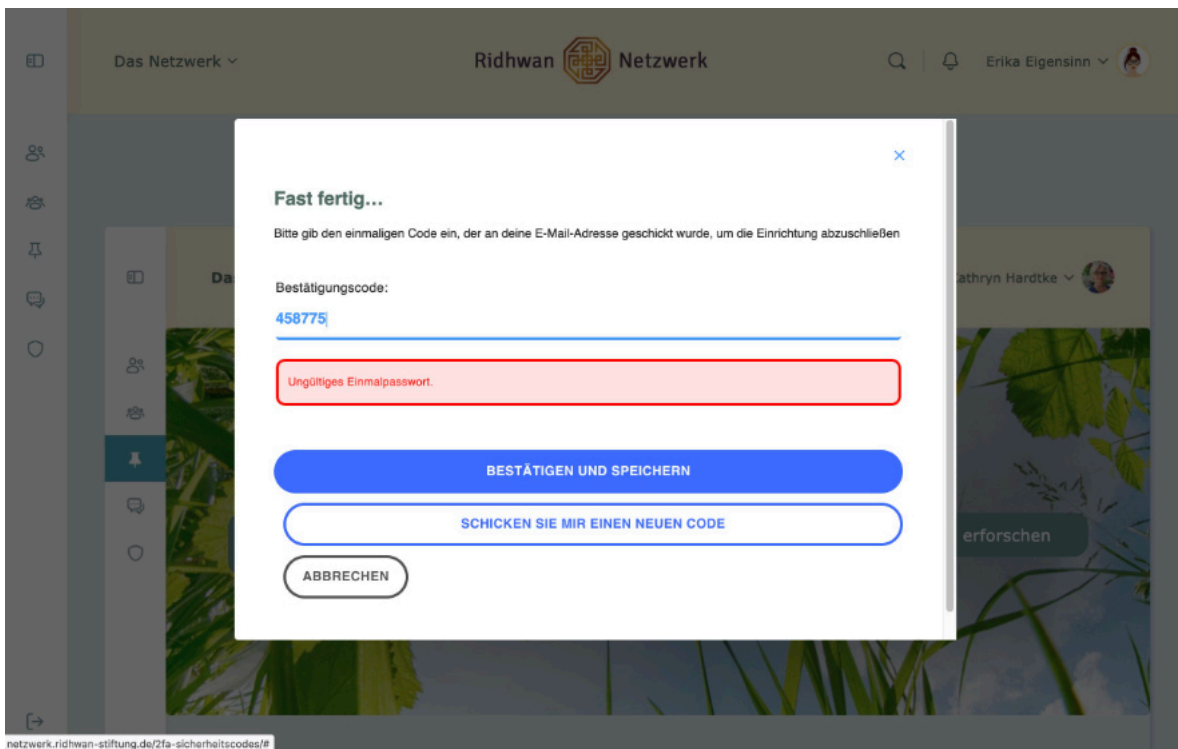 Das Netzwerk
Ridhwan Netzwerk
Erika Eigensinn
Fast fertig...
Bitte gib den einmaligen Code ein, der an deine E-Mail-Adresse geschickt wurde, um die Einrichtung abzuschließen
Da
athryn Hardtke
Bestätigungscode:
458775
Ungültiges Einmalpasswort.
BESTÄTIGEN UND SPEICHERN
SCHICKEN SIE MIR EINEN NEUEN CODE
erforschen
ABBRECHEN
netzwerk.ridhwan-stiftung.de/2fa-sicherheitscodes/#